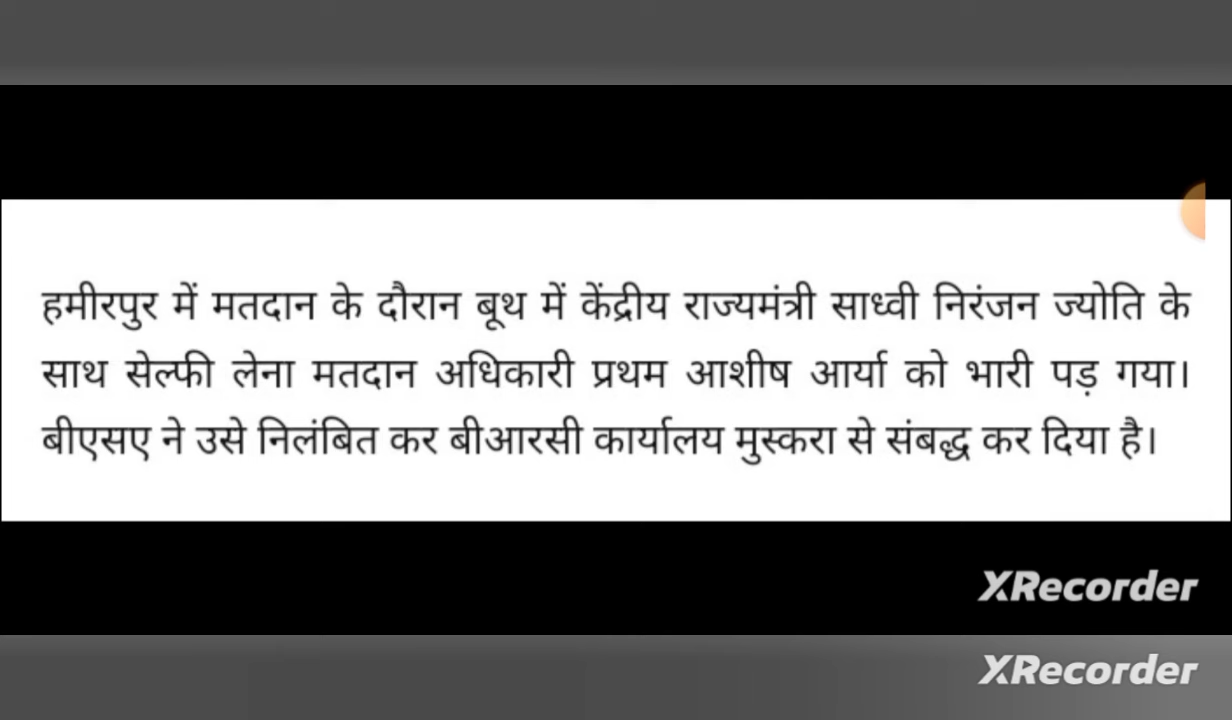 हमीरपुर में मतदान के दौरान बूथ में केंद्रीय राज्यमंत्री साध्वी निरंजन ज्योति के
साथ सेल्फी लेना मतदान अधिकारी प्रथम आशीष आर्या को भारी पड़ गया।
बीएसए ने उसे निलंबित कर बीआरसी कार्यालय मुस्करा से संबद्ध कर दिया है।
XRecorder
XRecorder